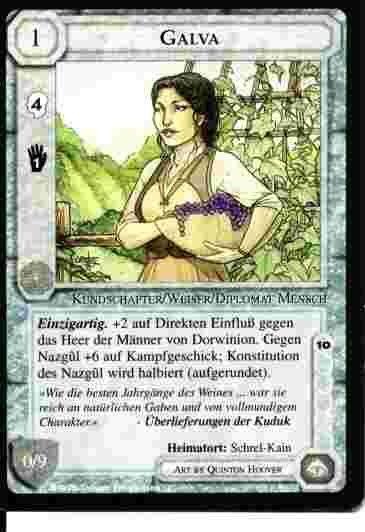 1
GALVA
4
1
KUNDSCHAFTER/WEISER/DIPLOMAT MENSCH
Einzigartig. +2 auf Direkten Einfluß gegen
das Heer der Männer von Dorwinion. Gegen
Nazgûl +6 auf Kampfgeschick; Konstitution
des Nazgûl wird halbiert (aufgerundet).
10
»Wie die besten Jahrgänge des Weines ... war sie
reich an natürlichen Gaben und von vollmundigem
Charakter.« - Überlieferungen der Kuduk
Heimatort: Schrel-Kain
0/9
ART BY QUINTON HOOVER